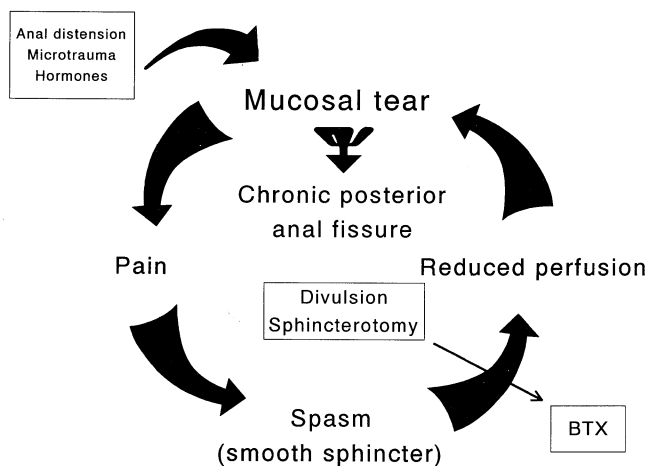 Anal distension
Microtrauma
Hormones
Mucosal tear
Chronic posterior
anal fissure
Pain
Reduced perfusion
Divulsion
Sphincterotomy
Spasm
(smooth sphincter)
BTX